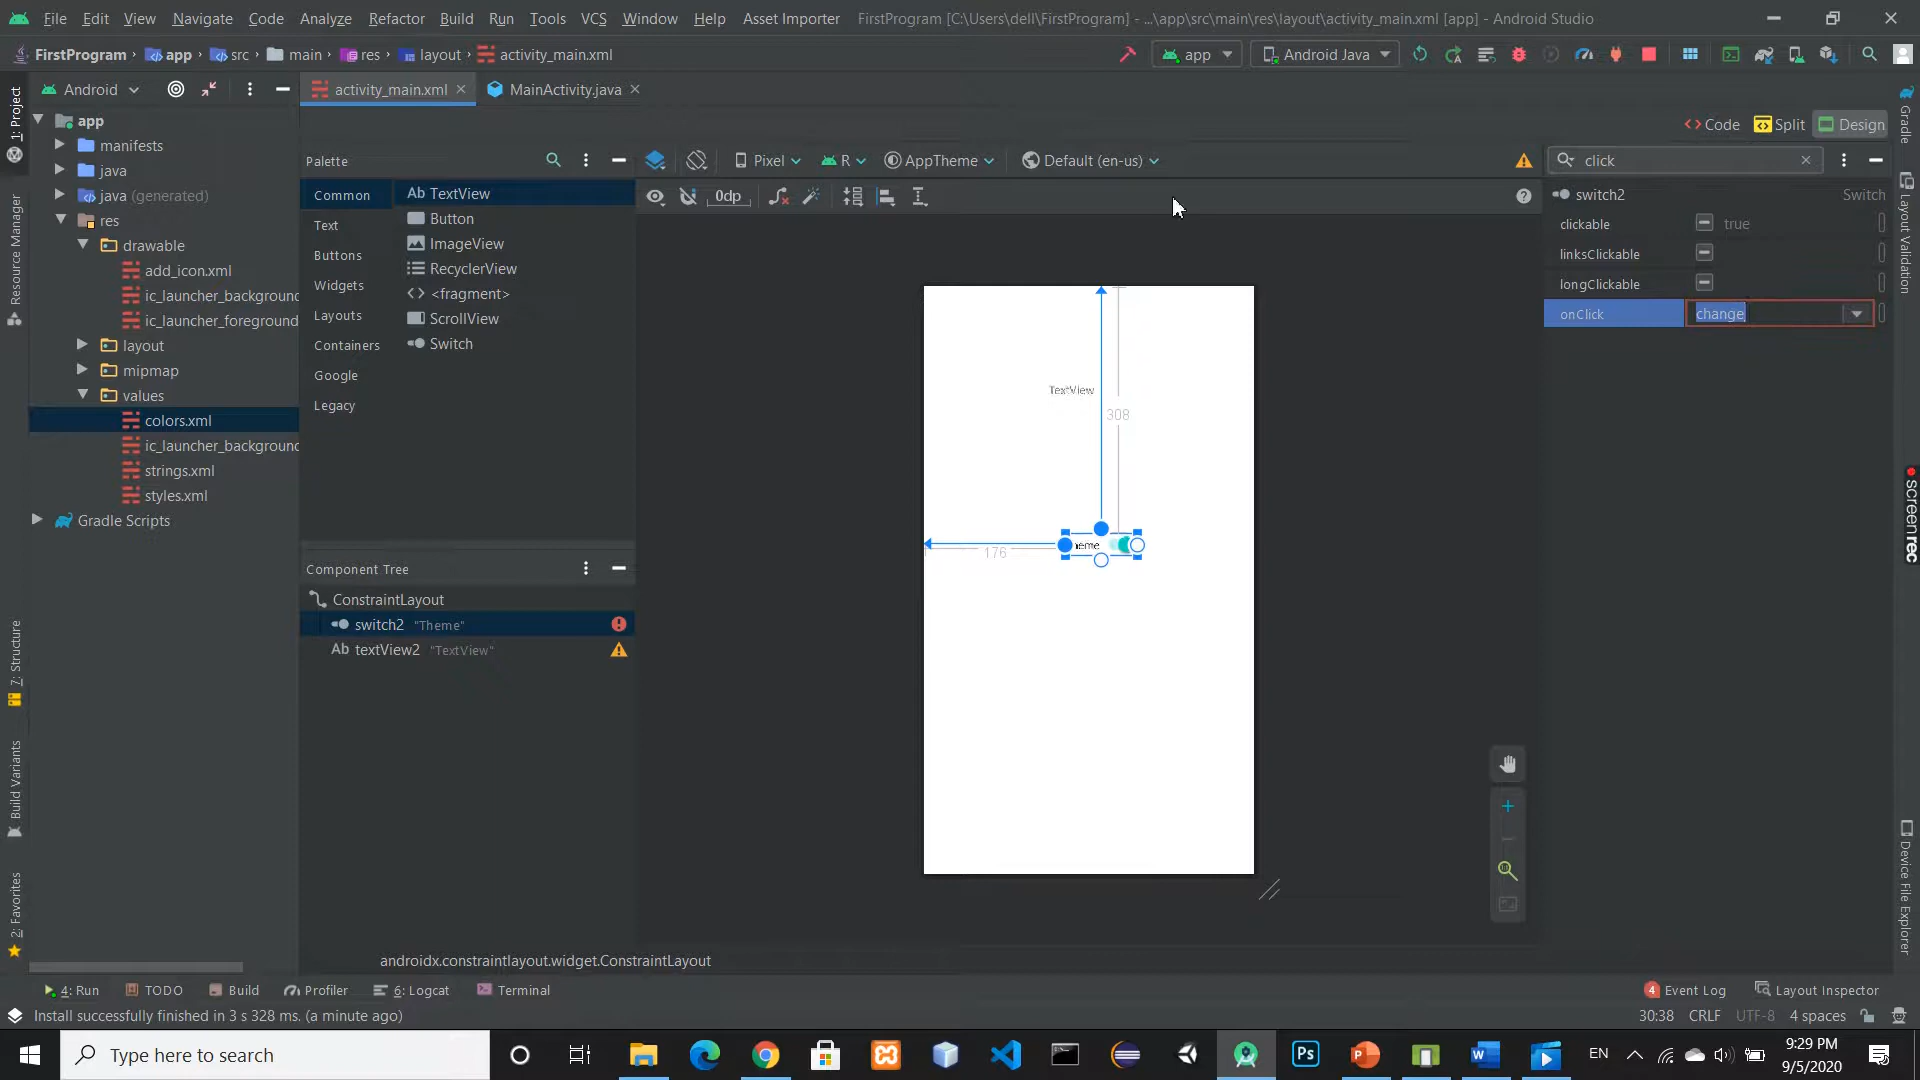 File Edit View Navigate Code Analyze Refactor Build Run Tools VCS Window Help Asset Importer FirstProgram [C:\Users\dell\FirstProgram] - ...\app\src\main\res\layout\activity_main.xml [app] - Android Studio
FirstProgram app src main res layout activity_main.xml app Android Java
Android activity_main.xml MainActivity.java
Code Split Design
1: Project
Resource Manager
7: Structure
Build Variants
2: Favorites
app
manifests
java
java (generated)
res
drawable
add_icon.xml
ic_launcher_background
ic_launcher_foreground
layout
mipmap
values
colors.xml
ic_launcher_background
strings.xml
styles.xml
Gradle Scripts
Palette
Common
Text
Buttons
Widgets
Layouts
Containers
Google
Legacy
Ab TextView
Button
ImageView
RecyclerView
<fragment>
ScrollView
Switch
Component Tree
ConstraintLayout
switch2 "Theme"
Ab textView2 "TextView"
Pixel R AppTheme Default (en-us)
0dp
TextView
308
176
eme
androidx.constraintlayout.widget.ConstraintLayout
click
switch2 Switch
clickable true
linksClickable
longClickable
onClick change
Gradle
Layout Validation
screenrec
Device File Explorer
4: Run TODO Build Profiler 6: Logcat Terminal 4 Event Log Layout Inspector
Install successfully finished in 3 s 328 ms. (a minute ago) 30:38 CRLF UTF-8 4 spaces
Type here to search Ps EN 9:29 PM
9/5/2020